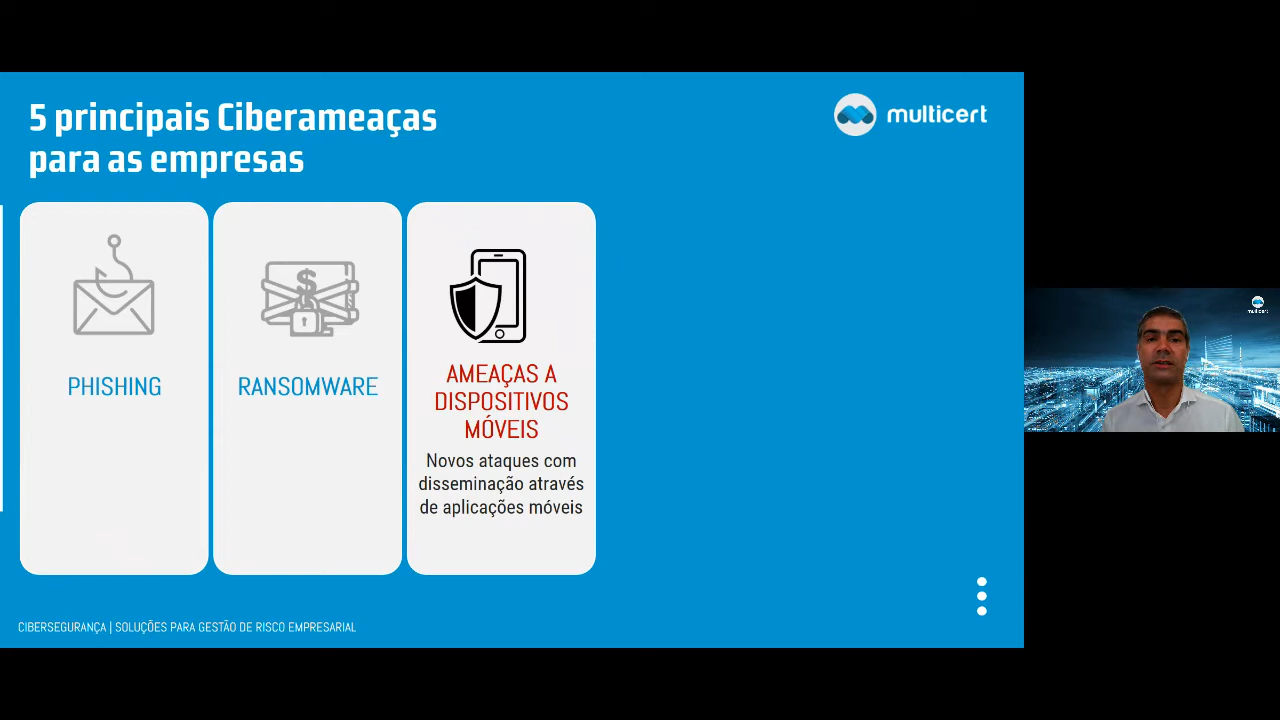 5 principais Ciberameaças
para as empresas
multicert
PHISHING
$
RANSOMWARE
AMEAÇAS A
DISPOSITIVOS
MÓVEIS
Novos ataques com
disseminação através
de aplicações móveis
CIBERSEGURANÇA | SOLUÇÕES PARA GESTÃO DE RISCO EMPRESARIAL
multicert